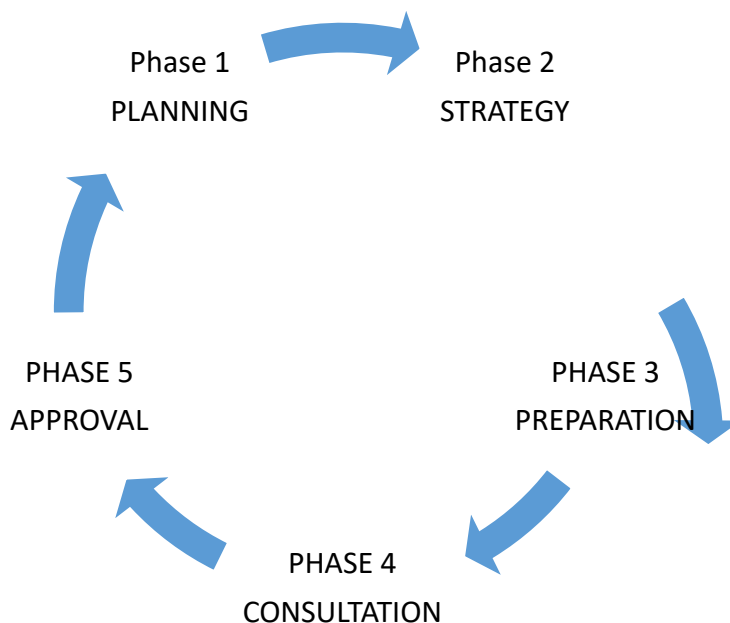 Phase 1
PLANNING
Phase 2
STRATEGY
PHASE 3
PREPARATION
PHASE 4
CONSULTATION
PHASE 5
APPROVAL